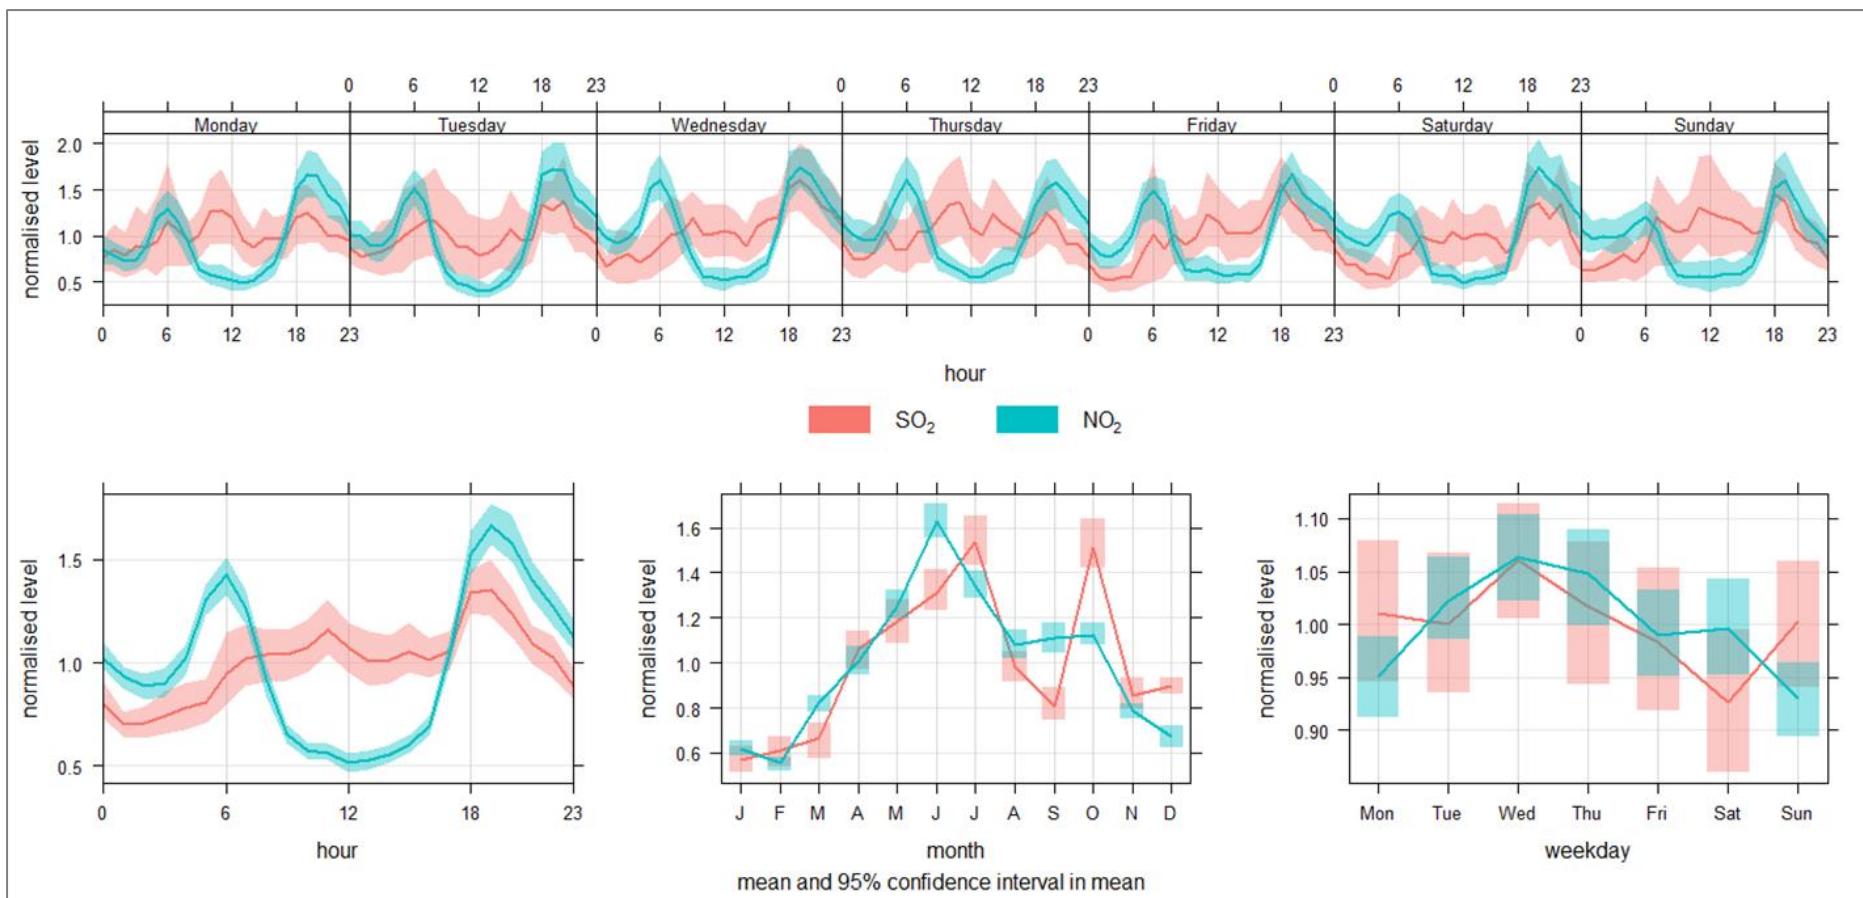 0 6 12 18 23 0 6 12 18 23 0 6 12 18 23
Monday Tuesday Wednesday Thursday Friday Saturday Sunday
normalised level
2.0
1.5
1.0
0.5
0 6 12 18 23 0 6 12 18 23 0 6 12 18 23 0 6 12 18 23
hour
SO2 NO2
normalised level
1.5
1.0
0.5
0 6 12 18 23
hour
normalised level
1.6
1.4
1.2
1.0
0.8
0.6
J F M A M J J A S O N D
month
normalised level
1.10
1.05
1.00
0.95
0.90
Mon Tue Wed Thu Fri Sat Sun
weekday
mean and 95% confidence interval in mean